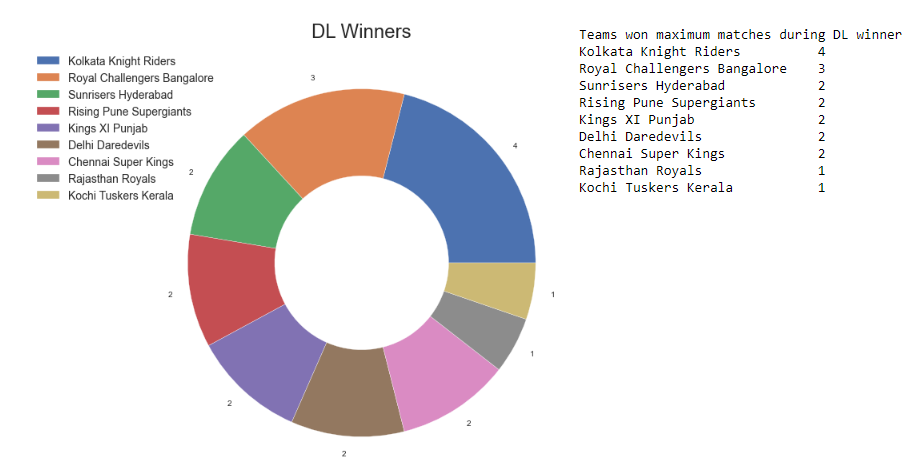 DL Winners
Kolkata Knight Riders
Royal Challengers Bangalore
Sunrisers Hyderabad
Rising Pune Supergiants
Kings XI Punjab
Delhi Daredevils
Chennai Super Kings
Rajasthan Royals
Kochi Tuskers Kerala
3
4
2
2
1
1
2
2
2
Teams won maximum matches during DL winner
Kolkata Knight Riders 4
Royal Challengers Bangalore 3
Sunrisers Hyderabad 2
Rising Pune Supergiants 2
Kings XI Punjab 2
Delhi Daredevils 2
Chennai Super Kings 2
Rajasthan Royals 1
Kochi Tuskers Kerala 1